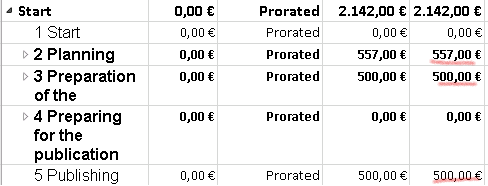 Start 0,00 € Prorated 2.142,00 € 2.142,00 €
1 Start 0,00 € Prorated 0,00 € 0,00 €
2 Planning 0,00 € Prorated 557,00 € 557,00 €
3 Preparation 0,00 € Prorated 500,00 € 500,00 €
of the
4 Preparing 0,00 € Prorated 0,00 € 0,00 €
for the
publication
5 Publishing 0,00 € Prorated 500,00 € 500,00 €